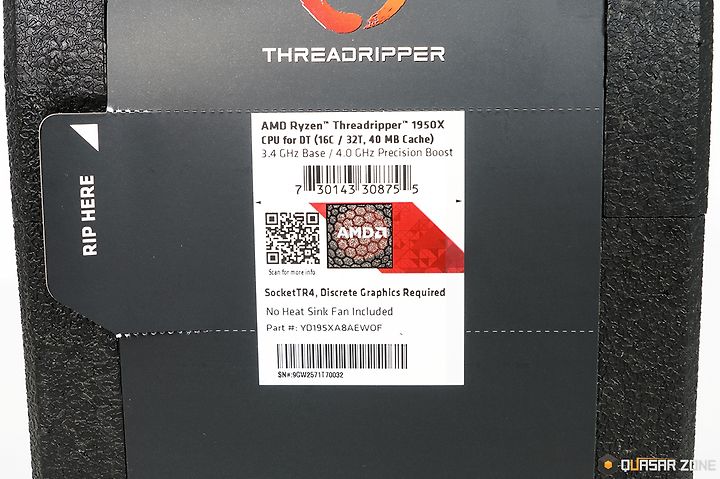 THREADRIPPER
AMD Ryzen™ Threadripper™ 1950X
CPU for DT (16C / 32T, 40 MB Cache)
3.4 GHz Base / 4.0 GHz Precision Boost
7 30143 30875 5
AMD
Scan for more info
SocketTR4, Discrete Graphics Required
No Heat Sink Fan Included
Part #: YD195XA8AEWOF
SN#:9GW2571T70032
RIP HERE
QUASAR ZONE